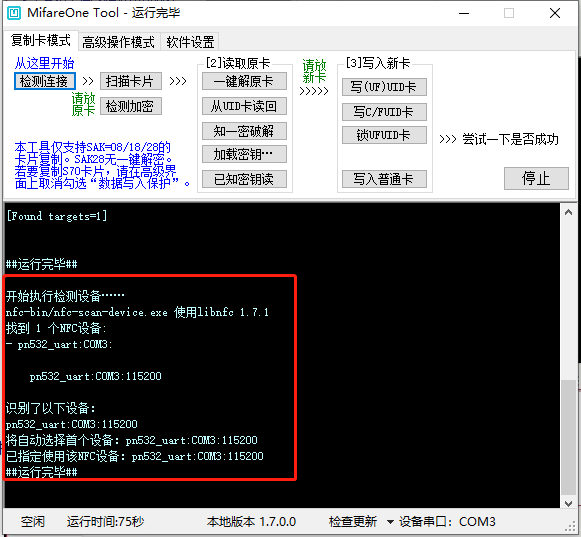 MifareOne Tool - 运行完毕
复制卡模式 高级操作模式 软件设置
从这里开始
检测连接 >> 扫描卡片 >>>
请放原卡
检测加密
本工具仅支持SAK=08/18/28的
卡片复制。SAK28无一键解密。
若要复制S70卡片，请在高级界
面上取消勾选“数据写入保护”。
[2]读取原卡
一键解原卡
从UID卡读回
知一密破解
加载密钥…
已知密钥读
请放新卡
>>>>>
[3]写入新卡
写(UF)UID卡
写C/FUID卡
锁UFUID卡
写入普通卡
>>> 尝试一下是否成功
停止
[Found targets=1]
##运行完毕##
开始执行检测设备……
nfc-bin/nfc-scan-device.exe 使用libnfc 1.7.1
找到 1 个NFC设备:
- pn532_uart:COM3:
pn532_uart:COM3:115200
识别了以下设备：
pn532_uart:COM3:115200
将自动选择首个设备：pn532_uart:COM3:115200
已指定使用该NFC设备：pn532_uart:COM3:115200
##运行完毕##
空闲 运行时间:75秒 本地版本 1.7.0.0 检查更新 设备串口： COM3